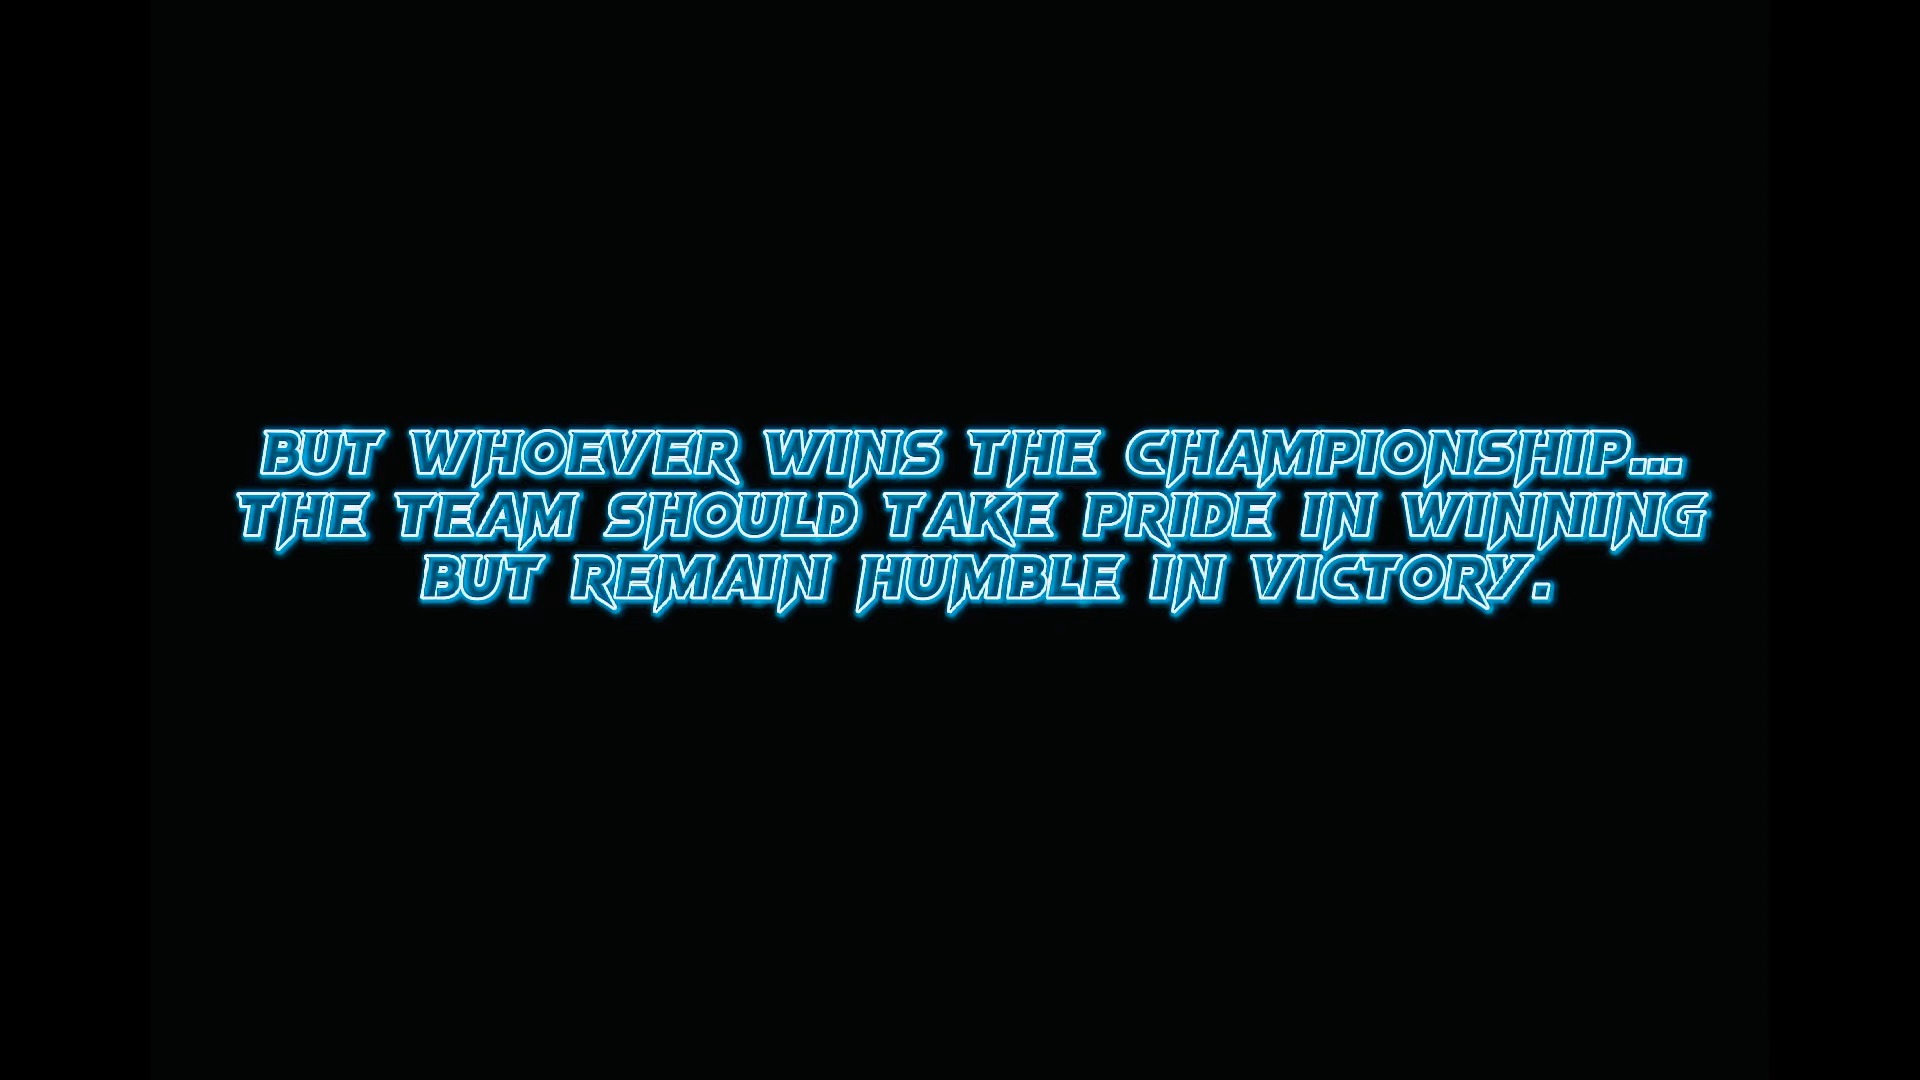 BUT WHOEVER WINS THE CHAMPIONSHIP...
THE TEAM SHOULD TAKE PRIDE IN WINNING
BUT REMAIN HUMBLE IN VICTORY.